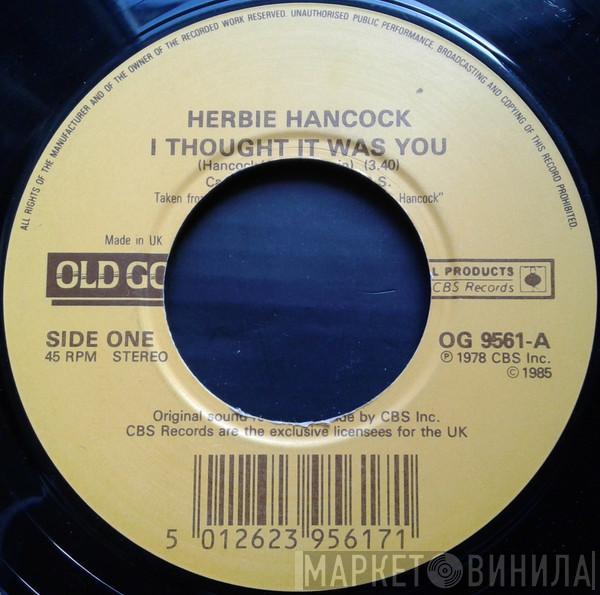 ALL RIGHTS OF THE MANUFACTURER AND OF THE OWNER OF THE RECORDED WORK RESERVED. UNAUTHORISED PUBLIC PERFORMANCE, BROADCASTING AND COPYING OF THIS RECORD PROHIBITED.
HERBIE HANCOCK
I THOUGHT IT WAS YOU
(3.40)
Taken Hancock"
Made in UK
OLD GO
L PRODUCTS
CBS Records
SIDE ONE
45 RPM STEREO
OG 9561-A
℗ 1978 CBS Inc.
© 1985
Original sound by CBS Inc.
CBS Records are the exclusive licensees for the UK
5 012623 956171
МАРКЕТ ВИНИЛА